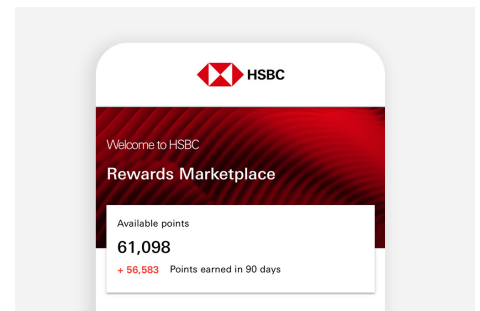 HSBC
Welcome to HSBC
Rewards Marketplace
Available points
61,098
+ 56,583 Points earned in 90 days